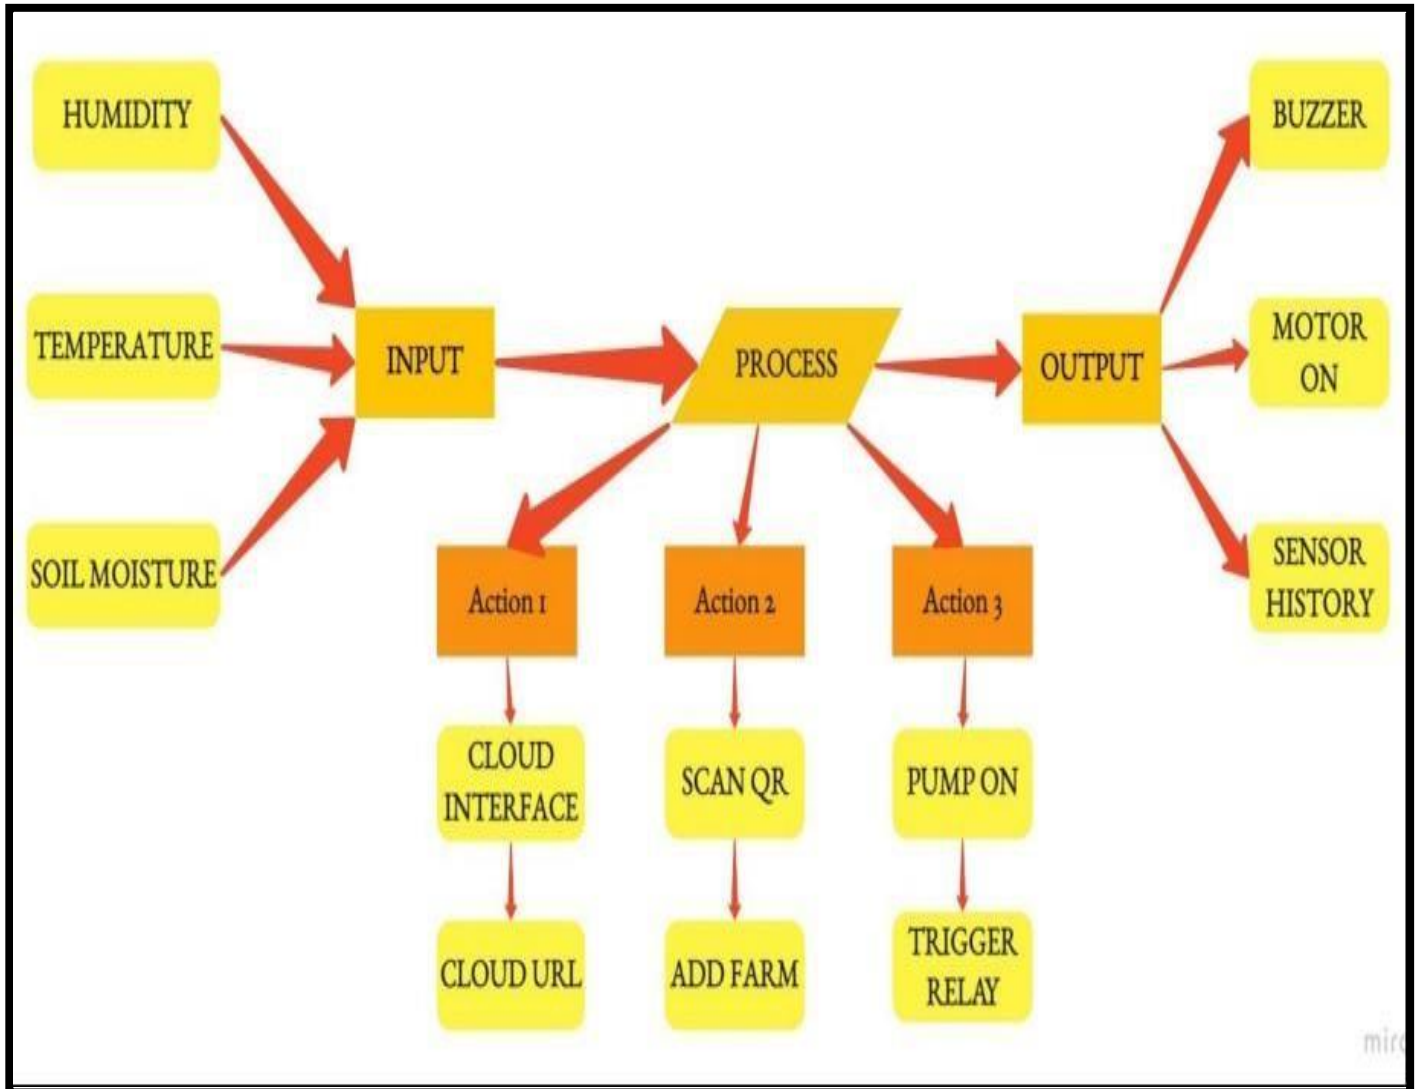 HUMIDITY
BUZZER
TEMPERATURE
INPUT
PROCESS
OUTPUT
MOTOR
ON
SOIL MOISTURE
SENSOR
HISTORY
Action 1
Action 2
Action 3
CLOUD
INTERFACE
SCAN QR
PUMP ON
CLOUD URL
ADD FARM
TRIGGER
RELAY